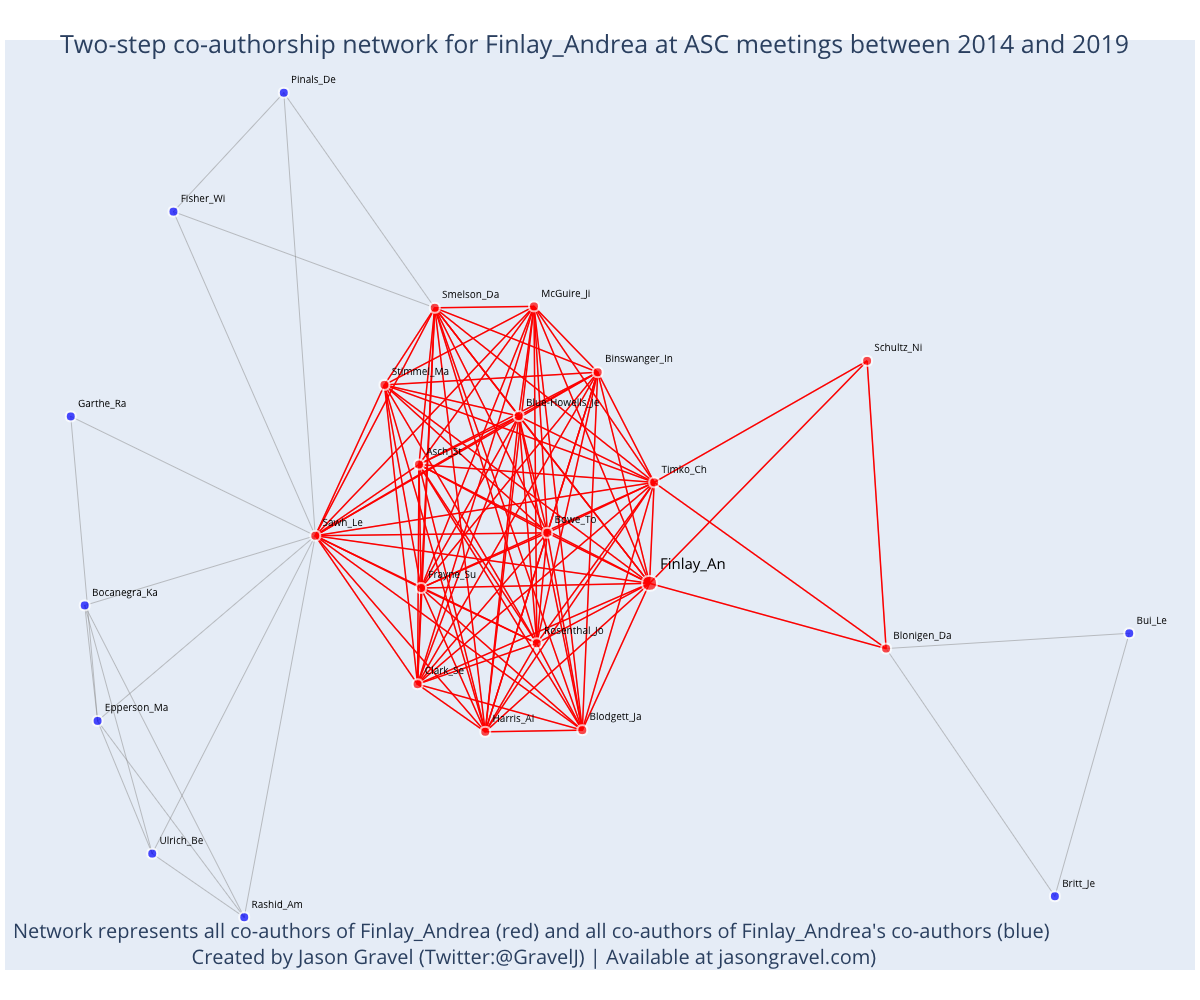 Two-step co-authorship network for Finlay_Andrea at ASC meetings between 2014 and 2019
Pinals_De
Fisher_Wi
Smelson_Da
McGuire_Ji
Schultz_Ni
Binswanger_In
Stimmel_Ma
Garthe_Ra
Blue-Howells_Je
Asch_St
Timko_Ch
Sawh_Le
Bowe_To
Finlay_An
Frayne_Su
Bocanegra_Ka
Bui_Le
Rosenthal_Jo
Blonigen_Da
Clark_Se
Epperson_Ma
Harris_Al
Blodgett_Ja
Ulrich_Be
Britt_Je
Rashid_Am
Network represents all co-authors of Finlay_Andrea (red) and all co-authors of Finlay_Andrea's co-authors (blue)
Created by Jason Gravel (Twitter:@GravelJ) | Available at jasongravel.com)